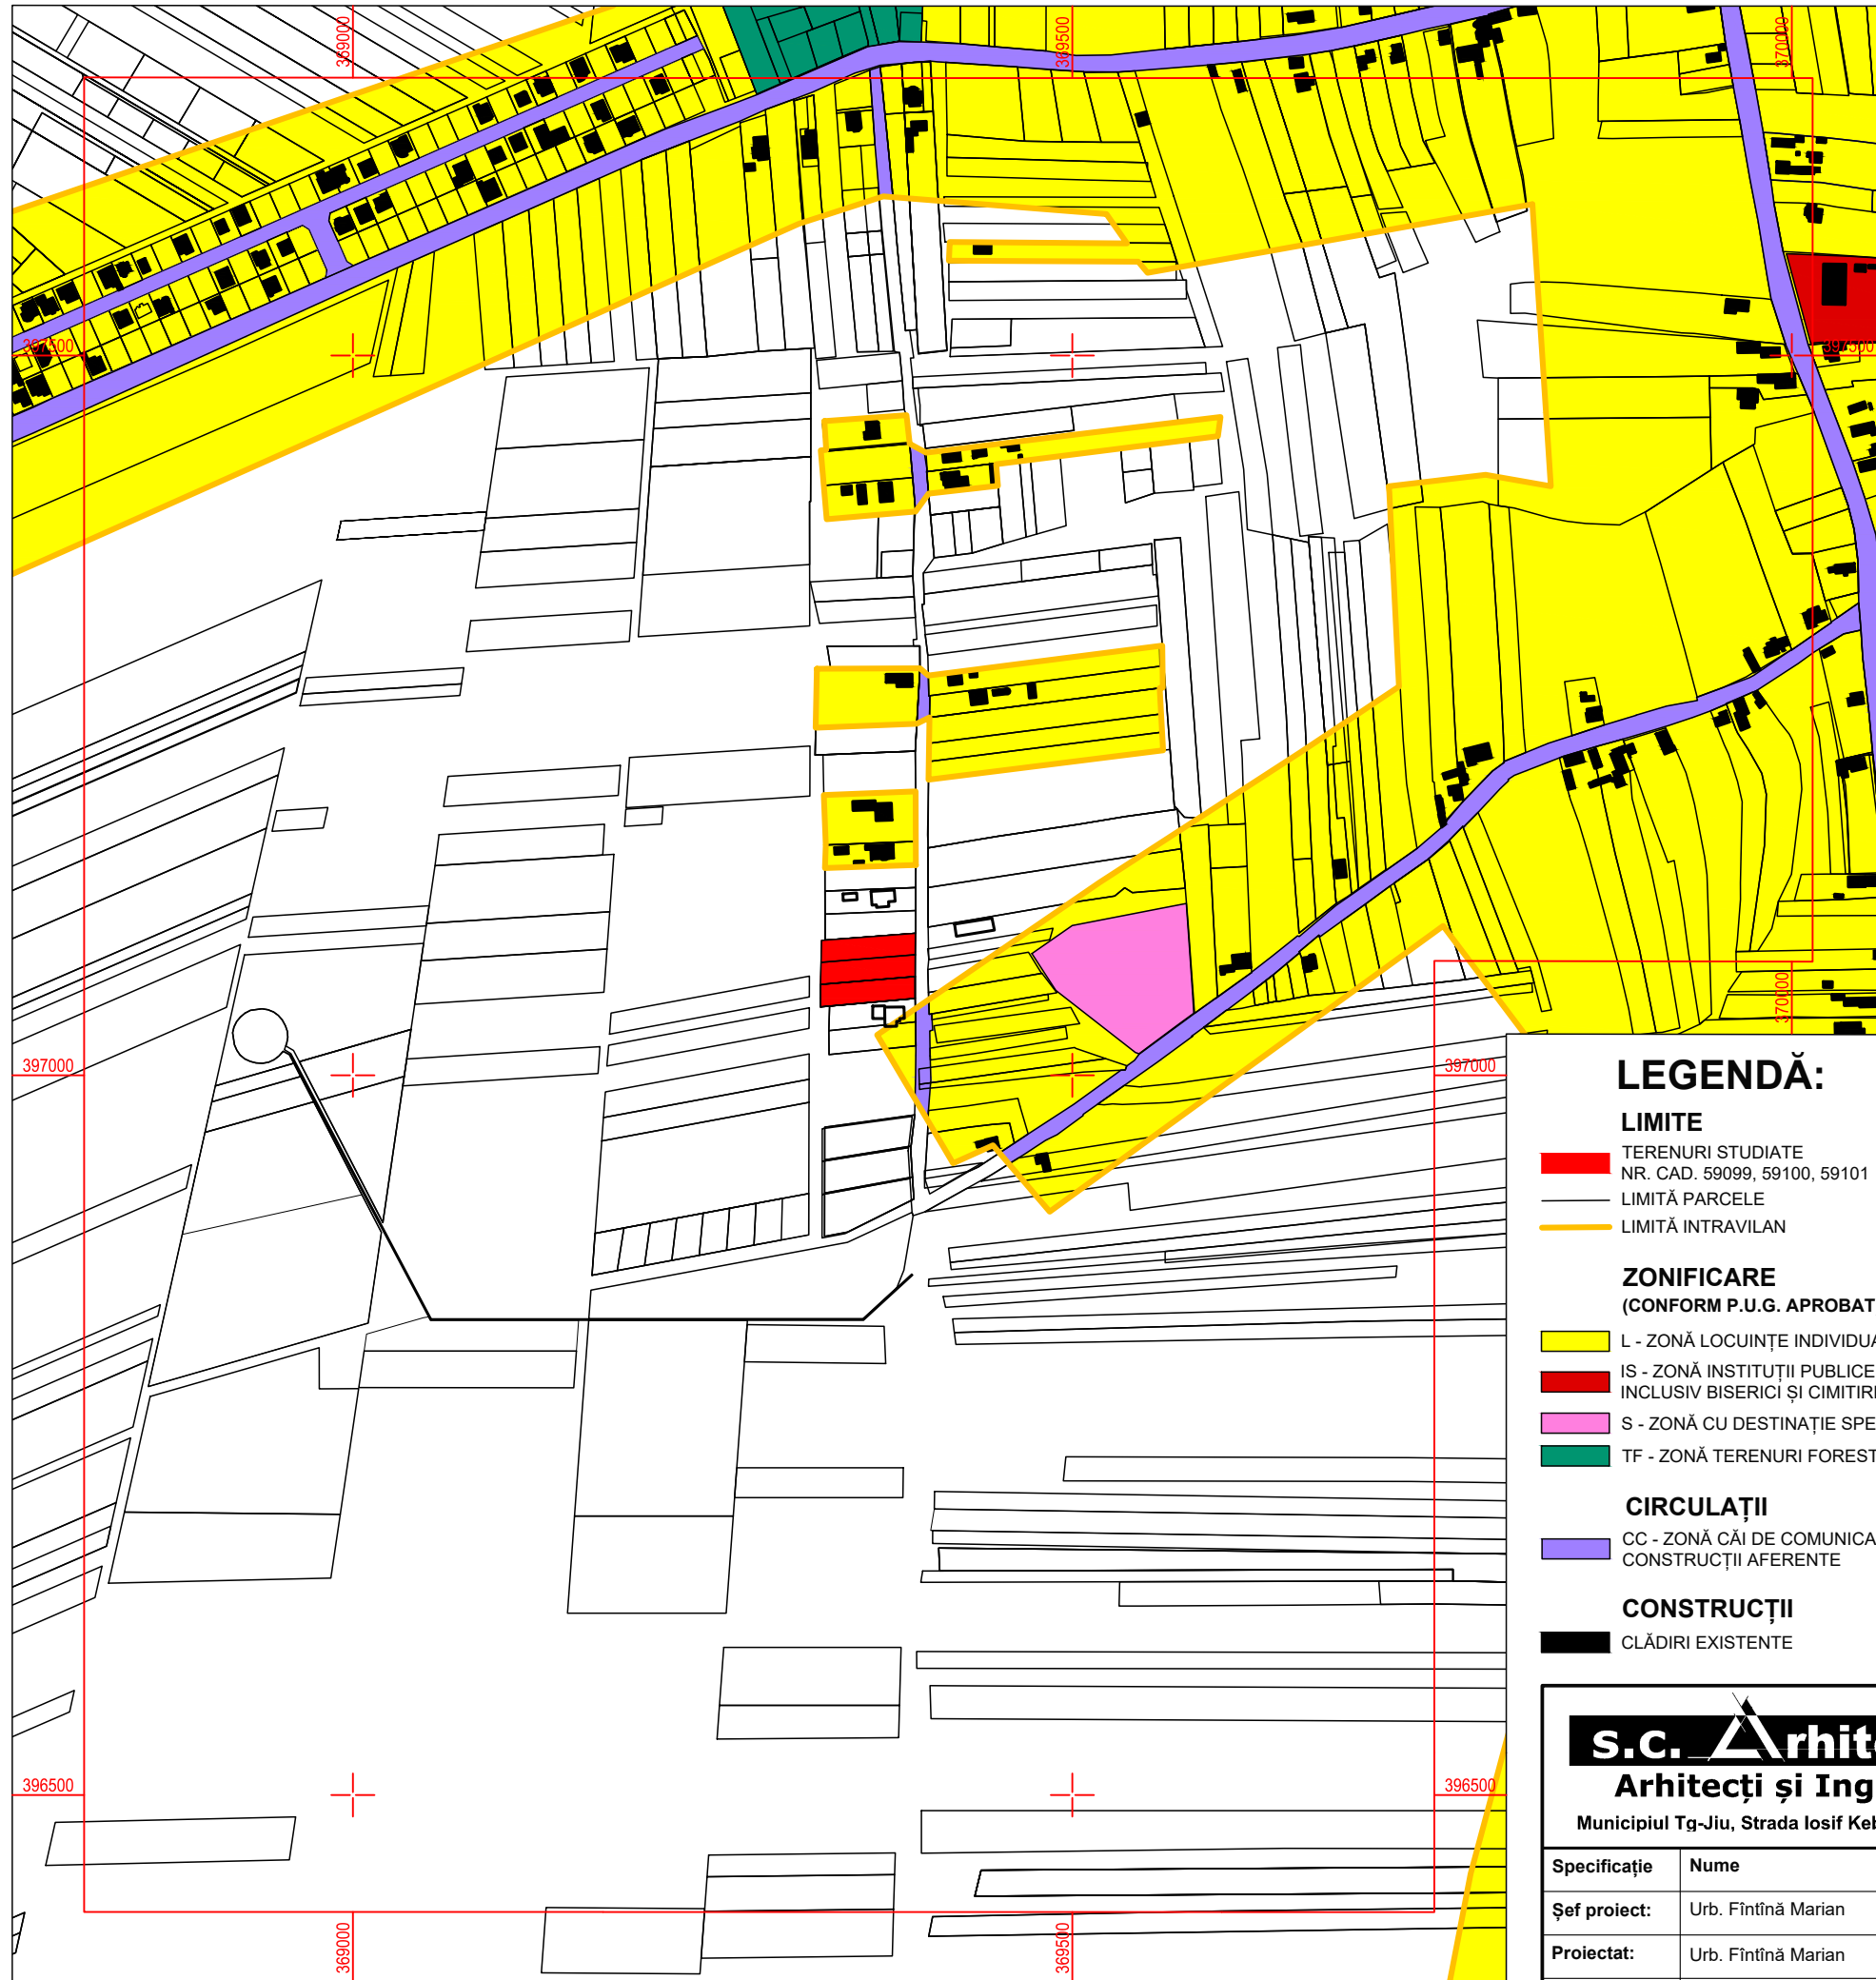 369000
369500
370000
397500
397500
397000
397000
370000
396500
396500
369000
369500
LEGENDĂ:
LIMITE
TERENURI STUDIATE
NR. CAD. 59099, 59100, 59101
LIMITĂ PARCELE
LIMITĂ INTRAVILAN
ZONIFICARE
(CONFORM P.U.G. APROBAT
L - ZONĂ LOCUINȚE INDIVIDUA
IS - ZONĂ INSTITUȚII PUBLICE
INCLUSIV BISERICI ȘI CIMITIRE
S - ZONĂ CU DESTINAȚIE SPE
TF - ZONĂ TERENURI FOREST
CIRCULAȚII
CC - ZONĂ CĂI DE COMUNICA
CONSTRUCȚII AFERENTE
CONSTRUCȚII
CLĂDIRI EXISTENTE
S.C. Arhite
Arhitecți și Ing
Municipiul Tg-Jiu, Strada Iosif Keb
Specificație Nume
Șef proiect: Urb. Fîntînă Marian
Proiectat: Urb. Fîntînă Marian